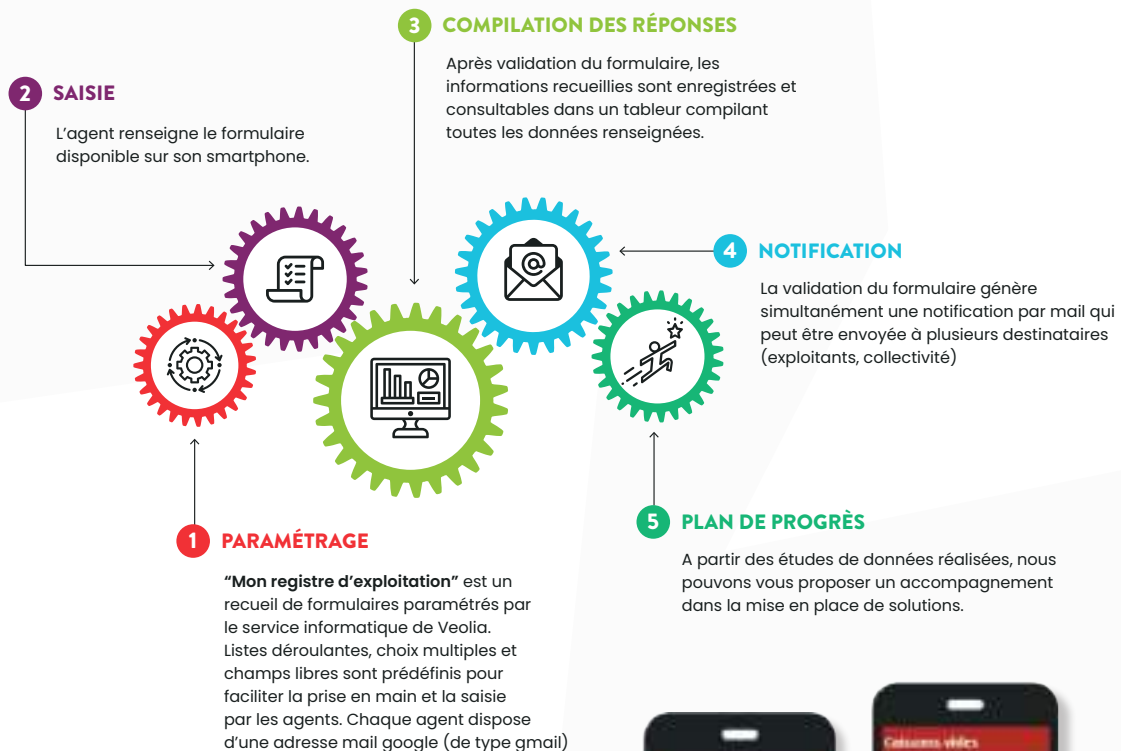 3 COMPILATION DES RÉPONSES
Après validation du formulaire, les
informations recueillies sont enregistrées et
consultables dans un tableur compilant
toutes les données renseignées.
2 SAISIE
L’agent renseigne le formulaire
disponible sur son smartphone.
4 NOTIFICATION
La validation du formulaire génère
simultanément une notification par mail qui
peut être envoyée à plusieurs destinataires
(exploitants, collectivité)
1 PARAMÉTRAGE
“Mon registre d’exploitation” est un
recueil de formulaires paramétrés par
le service informatique de Veolia.
Listes déroulantes, choix multiples et
champs libres sont prédéfinis pour
faciliter la prise en main et la saisie
par les agents. Chaque agent dispose
d’une adresse mail google (de type gmail)
5 PLAN DE PROGRÈS
A partir des études de données réalisées, nous
pouvons vous proposer un accompagnement
dans la mise en place de solutions.